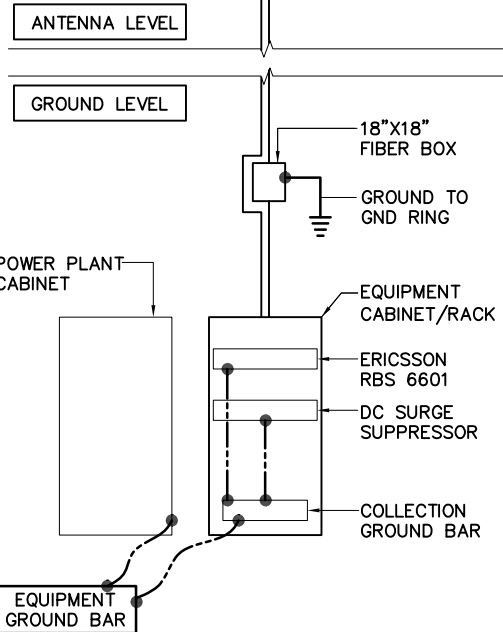 ANTENNA LEVEL
GROUND LEVEL
18"X18"
FIBER BOX
GROUND TO
GND RING
POWER PLANT
CABINET
EQUIPMENT
CABINET/RACK
ERICSSON
RBS 6601
DC SURGE
SUPPRESSOR
COLLECTION
GROUND BAR
EQUIPMENT
GROUND BAR